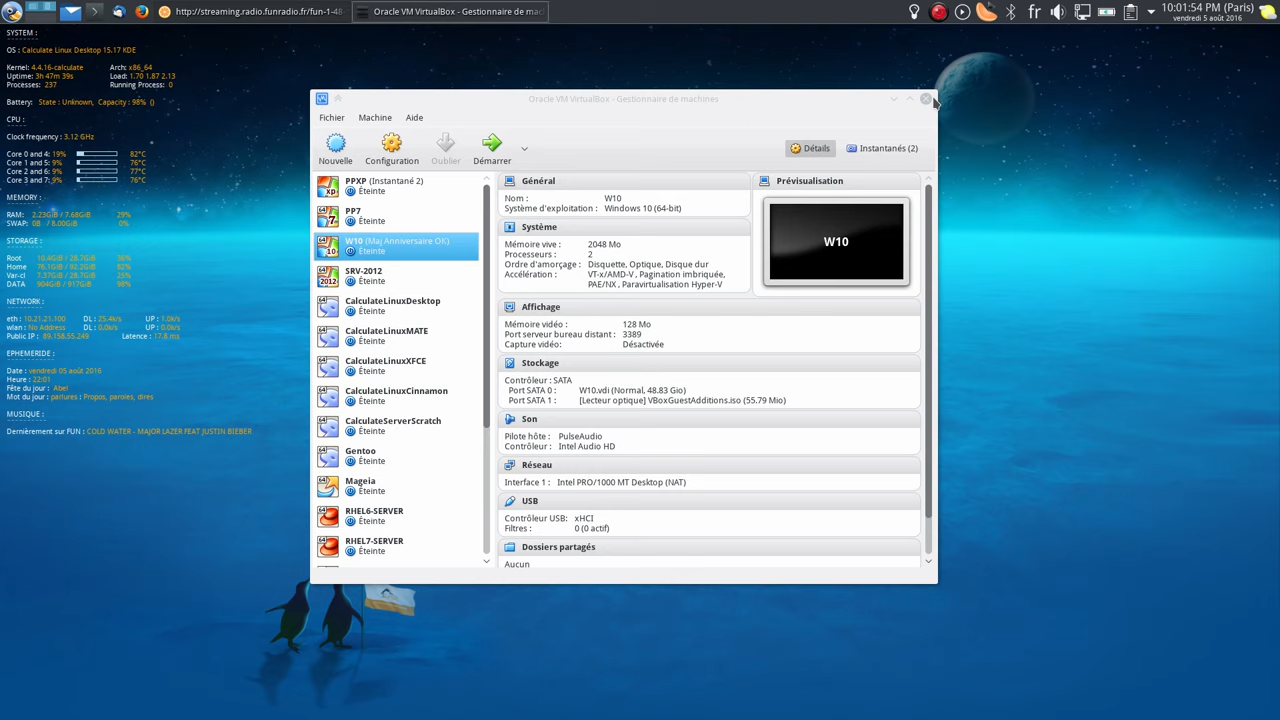 http://streaming.radio.funradio.fr/fun-1-48-
Oracle VM VirtualBox - Gestionnaire de mac
fr
10:01:54 PM (Paris)
vendredi 5 août 2016
SYSTEM :
OS : Calculate Linux Desktop 15.17 KDE
Kernel: 4.4.16-calculate Arch: x86_64
Uptime: 3h 47m 39s Load: 1.70 1.87 2.13
Processes: 237 Running Process: 0
Battery: State : Unknown, Capacity : 98% ()
CPU :
Clock frequency : 3.12 GHz
Core 0 and 4: 19% 82°C
Core 1 and 5: 9% 76°C
Core 2 and 6: 9% 77°C
Core 3 and 7: 9% 76°C
MEMORY :
RAM: 2.23GiB / 7.68GiB 29%
SWAP: 0B / 8.00GiB 0%
STORAGE :
Root 10.4GiB / 28.7GiB 36%
Home 76.1GiB / 92.2GiB 82%
Var-cl 7.37GiB / 28.7GiB 25%
DATA 904GiB / 917GiB 98%
NETWORK :
eth : 10.21.21.100 DL : 25.4k/s UP : 1.0k/s
wlan : No Address DL : 0.0k/s UP : 0.0k/s
Public IP : 89.158.55.249 Latence : 17.8 ms
EPHEMERIDE :
Date : vendredi 05 août 2016
Heure : 22:01
Fête du jour : Abel
Mot du jour : parlures : Propos, paroles, dires
MUSIQUE :
Dernièrement sur FUN : COLD WATER - MAJOR LAZER FEAT JUSTIN BIEBER
Oracle VM VirtualBox - Gestionnaire de machines
Fichier Machine Aide
Nouvelle Configuration Oublier Démarrer
Détails Instantanés (2)
PPXP (Instantané 2)
Éteinte
PP7
Éteinte
W10 (Maj Anniversaire OK)
Éteinte
SRV-2012
Éteinte
CalculateLinuxDesktop
Éteinte
CalculateLinuxMATE
Éteinte
CalculateLinuxXFCE
Éteinte
CalculateLinuxCinnamon
Éteinte
CalculateServerScratch
Éteinte
Gentoo
Éteinte
Mageia
Éteinte
RHEL6-SERVER
Éteinte
RHEL7-SERVER
Éteinte
Général
Nom : W10
Système d'exploitation : Windows 10 (64-bit)
Système
Mémoire vive : 2048 Mo
Processeurs : 2
Ordre d'amorçage : Disquette, Optique, Disque dur
Accélération : VT-x/AMD-V , Pagination imbriquée,
PAE/NX , Paravirtualisation Hyper-V
Prévisualisation
W10
Affichage
Mémoire vidéo : 128 Mo
Port serveur bureau distant : 3389
Capture vidéo : Désactivée
Stockage
Contrôleur : SATA
Port SATA 0 : W10.vdi (Normal, 48.83 Gio)
Port SATA 1 : [Lecteur optique] VBoxGuestAdditions.iso (55.79 Mio)
Son
Pilote hôte : PulseAudio
Contrôleur : Intel Audio HD
Réseau
Interface 1 : Intel PRO/1000 MT Desktop (NAT)
USB
Contrôleur USB: xHCI
Filtres : 0 (0 actif)
Dossiers partagés
Aucun